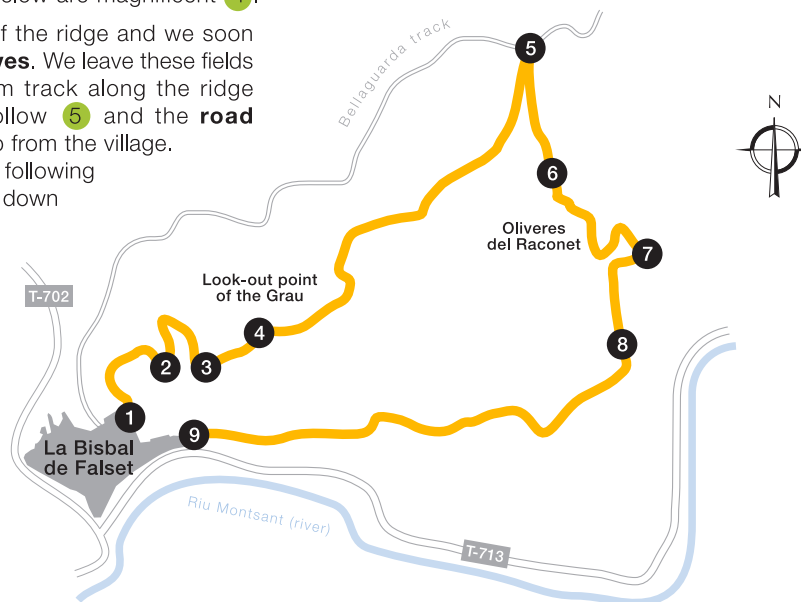 of the ridge and we soon
. We leave these fields
track along the ridge
5 and the road
from the village.
following
down
Bellaguarda track
N
5
6
Oliveres
del Raconet
7
Look-out point
of the Grau
T-702
4
8
2
3
1
9
La Bisbal
de Falset
Riu Montsant (river)
T-713